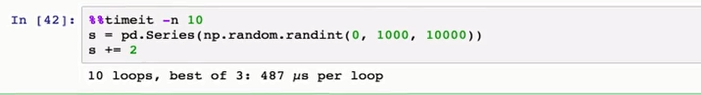 In [42]: %%timeit -n 10
s = pd.Series(np.random.randint(0, 1000, 10000))
s += 2
10 loops, best of 3: 487 µs per loop